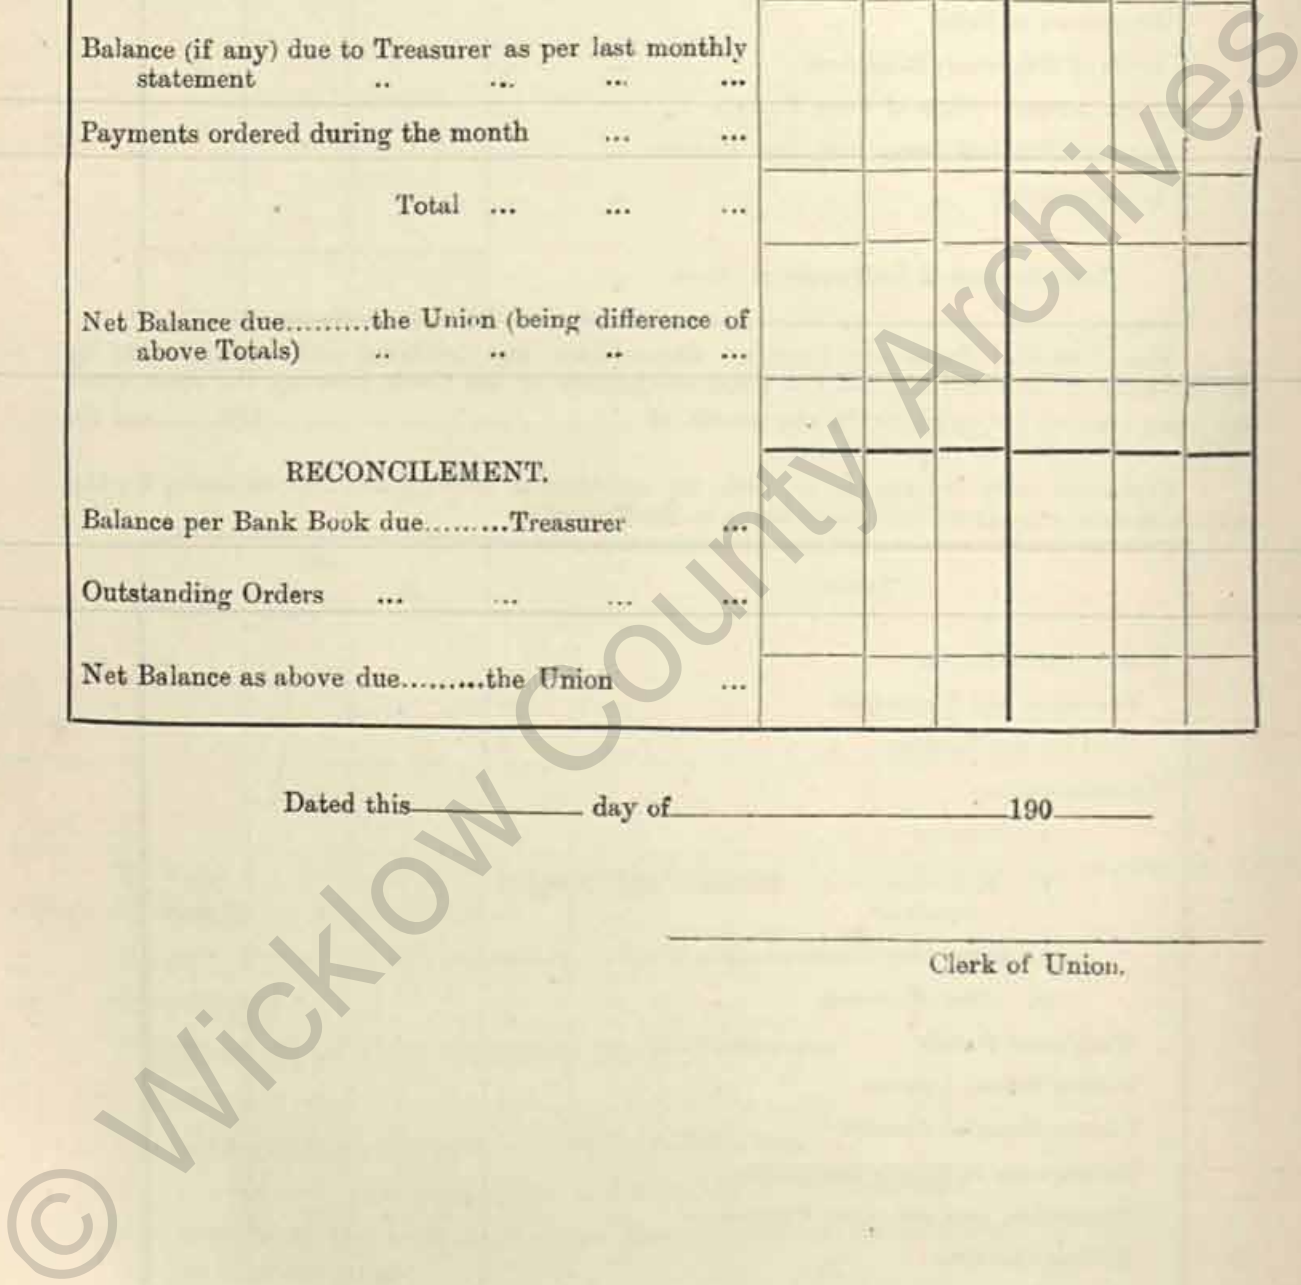 Balance (if any) due to Treasurer as per last monthly
statement .. ... ... ...
Payments ordered during the month ... ...
Total ... ... ...
Net Balance due.........the Union (being difference of
above Totals) .. .. .. ...
RECONCILEMENT.
Balance per Bank Book due.........Treasurer ...
Outstanding Orders ... ... ... ...
Net Balance as above due.........the Union ...
Dated this day of 190
Clerk of Union.
© Wicklow County Archives